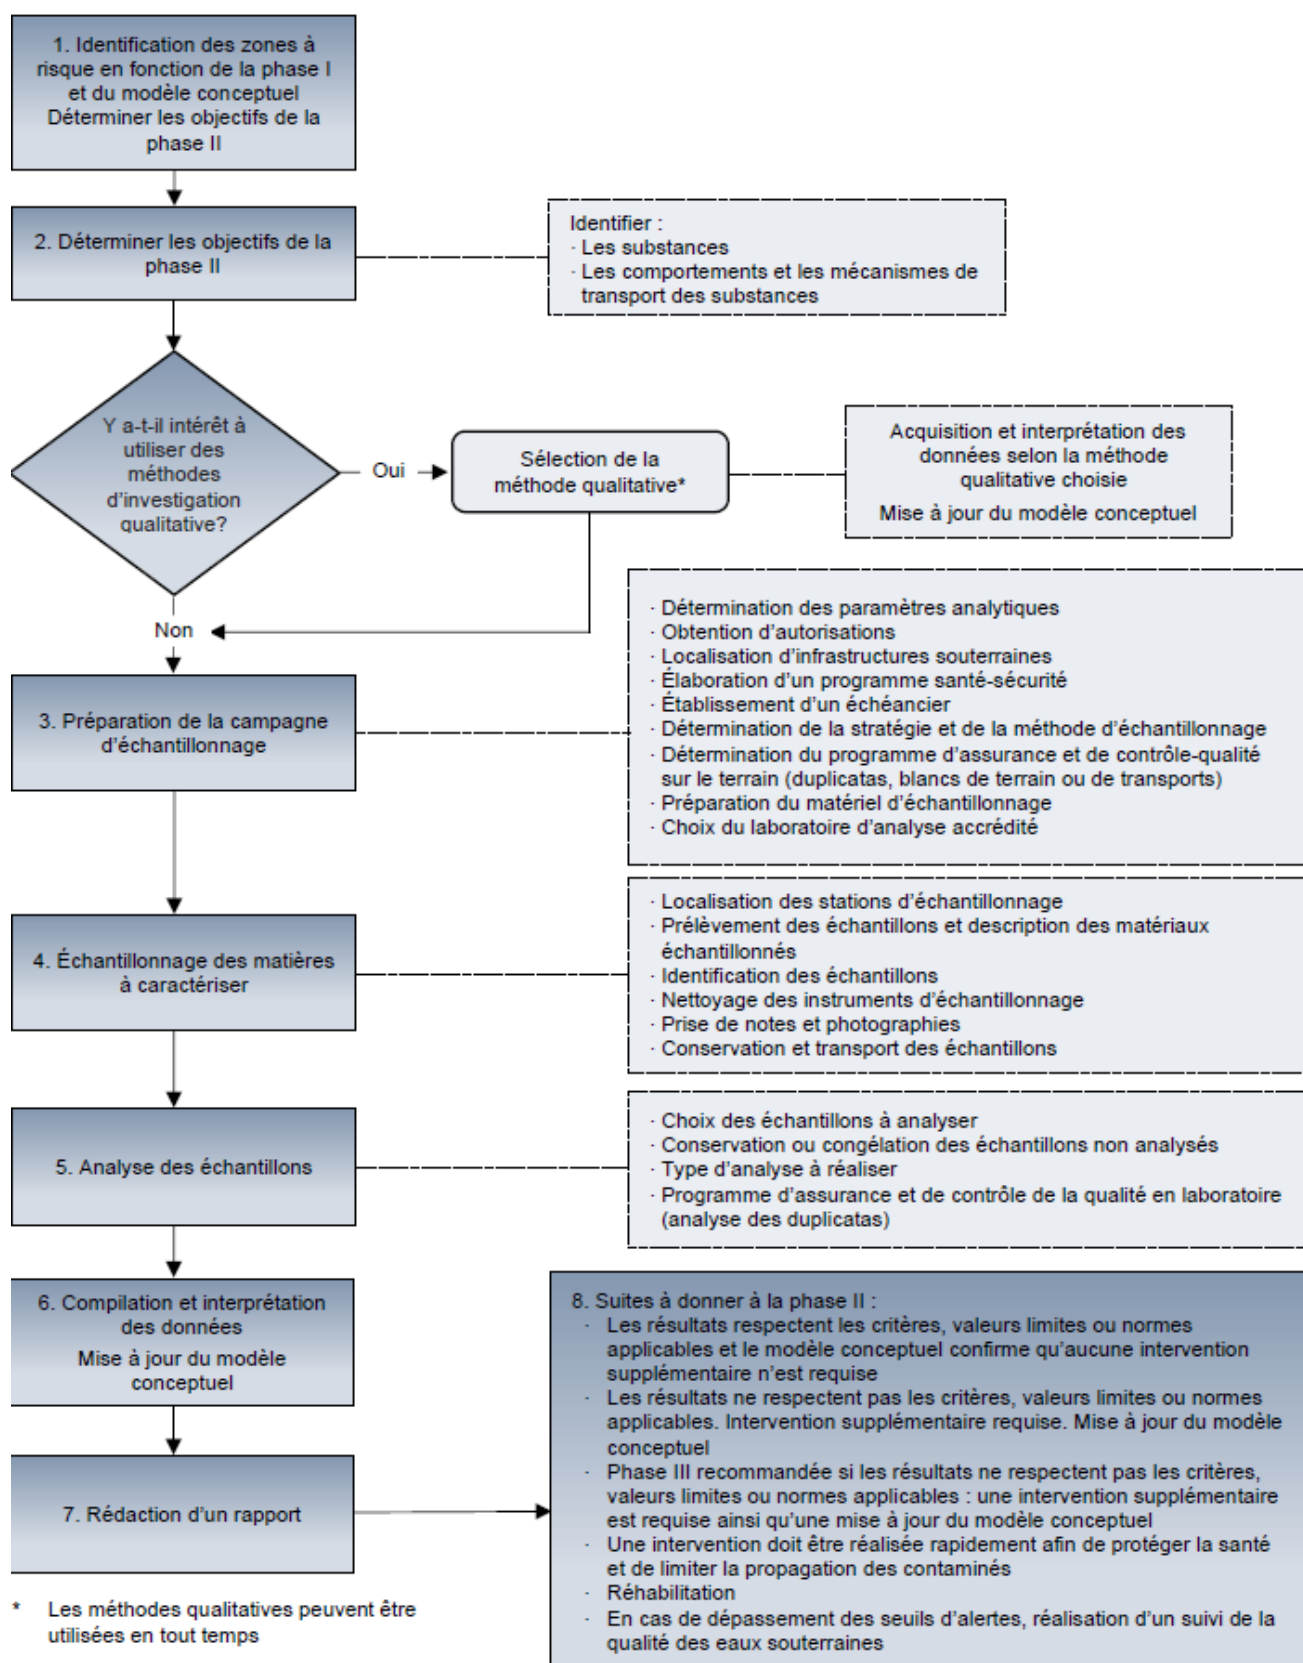 1. Identification des zones à
risque en fonction de la phase I
et du modèle conceptuel
Déterminer les objectifs de la
phase II
2. Déterminer les objectifs de la
phase II
Identifier :
· Les substances
· Les comportements et les mécanismes de
transport des substances
Y a-t-il intérêt à
utiliser des
méthodes
d'investigation
qualitative?
Oui
Sélection de la
méthode qualitative*
Acquisition et interprétation des
données selon la méthode
qualitative choisie
Mise à jour du modèle conceptuel
Non
3. Préparation de la campagne
d'échantillonnage
· Détermination des paramètres analytiques
· Obtention d'autorisations
· Localisation d'infrastructures souterraines
· Élaboration d'un programme santé-sécurité
· Établissement d'un échéancier
· Détermination de la stratégie et de la méthode d'échantillonnage
· Détermination du programme d'assurance et de contrôle-qualité
sur le terrain (duplicatas, blancs de terrain ou de transports)
· Préparation du matériel d'échantillonnage
· Choix du laboratoire d'analyse accrédité
4. Échantillonnage des matières
à caractériser
· Localisation des stations d'échantillonnage
· Prélèvement des échantillons et description des matériaux
échantillonnés
· Identification des échantillons
· Nettoyage des instruments d'échantillonnage
· Prise de notes et photographies
· Conservation et transport des échantillons
5. Analyse des échantillons
· Choix des échantillons à analyser
· Conservation ou congélation des échantillons non analysés
· Type d'analyse à réaliser
· Programme d'assurance et de contrôle de la qualité en laboratoire
(analyse des duplicatas)
6. Compilation et interprétation
des données
Mise à jour du modèle
conceptuel
7. Rédaction d'un rapport
8. Suites à donner à la phase II :
· Les résultats respectent les critères, valeurs limites ou normes
applicables et le modèle conceptuel confirme qu'aucune intervention
supplémentaire n'est requise
· Les résultats ne respectent pas les critères, valeurs limites ou normes
applicables. Intervention supplémentaire requise. Mise à jour du modèle
conceptuel
· Phase III recommandée si les résultats ne respectent pas les critères,
valeurs limites ou normes applicables : une intervention supplémentaire
est requise ainsi qu'une mise à jour du modèle conceptuel
· Une intervention doit être réalisée rapidement afin de protéger la santé
et de limiter la propagation des contaminés
· Réhabilitation
· En cas de dépassement des seuils d'alertes, réalisation d'un suivi de la
qualité des eaux souterraines
* Les méthodes qualitatives peuvent être
utilisées en tout temps